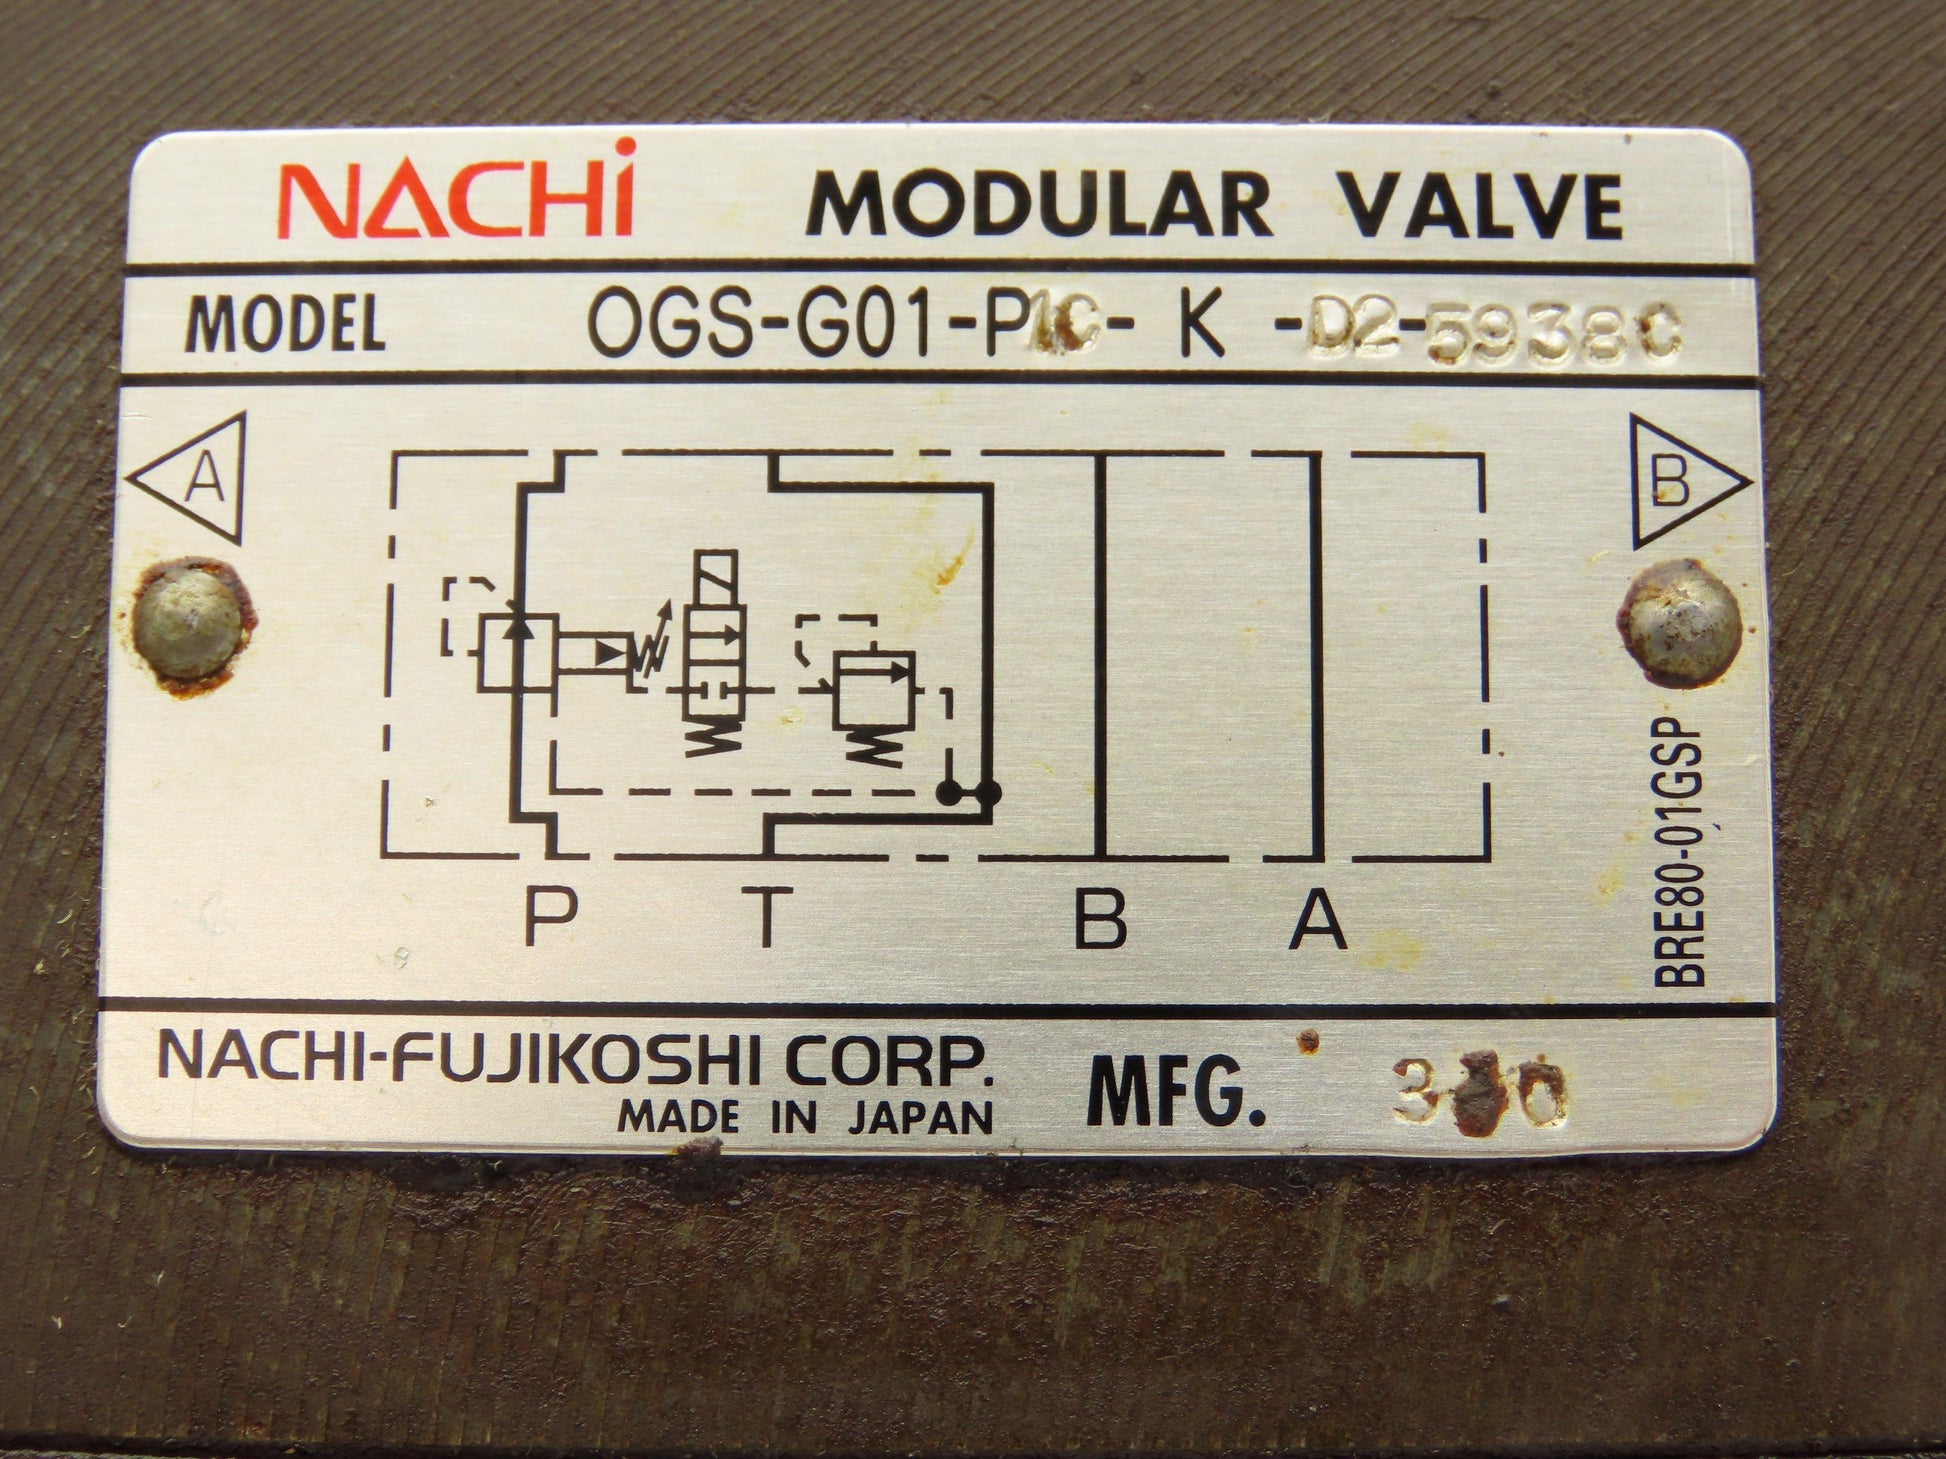 NACHi MODULAR VALVE
MODEL OGS-G01-P1C- K -D2-5938C
A
B
P T B A
BRE80-01GSP
NACHI-FUJIKOSHI CORP.
MADE IN JAPAN
MFG.